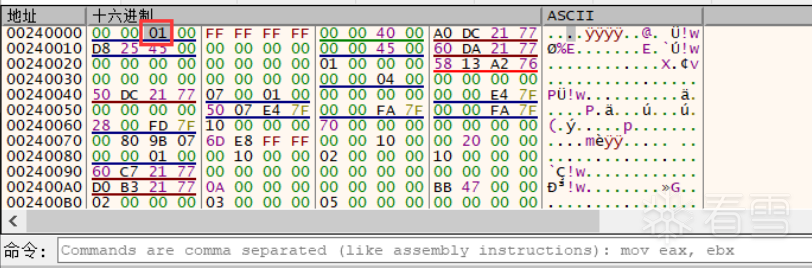 地址 十六进制 ASCII
00240000 00 00 01 00 FF FF FF FF 00 00 40 00 A0 DC 21 77 ....ÿÿÿÿ..@. Ü!w
00240010 D8 25 45 00 00 00 00 00 00 00 45 00 60 DA 21 77 Ø%E.......E.`Ú!w
00240020 00 00 00 00 00 00 00 00 01 00 00 00 58 13 A2 76 ............X.¢v
00240030 00 00 00 00 00 00 00 00 00 00 04 00 00 00 00 00 ................
00240040 50 DC 21 77 07 00 01 00 00 00 00 00 00 00 E4 7F PÜ!w..........ä.
00240050 00 00 00 00 50 07 E4 7F 00 00 FA 7F 00 00 FA 7F ....P.ä...ú...ú.
00240060 28 00 FD 7F 10 00 00 00 70 00 00 00 00 00 00 00 (.ý.....p.......
00240070 00 80 9B 07 6D E8 FF FF 00 00 10 00 00 20 00 00 ....mèÿÿ..... ..
00240080 00 00 01 00 00 10 00 00 02 00 00 00 10 00 00 00 ................
00240090 60 C7 21 77 00 00 00 00 00 00 00 00 00 00 00 00 `Ç!w............
002400A0 D0 B3 21 77 0A 00 00 00 00 00 00 00 BB 47 00 00 Ð³!w........»G..
002400B0 02 00 00 00 03 00 00 00 05 00 00 00 00 00 00 00
看雪
命令： Commands are comma separated (like assembly instructions): mov eax, ebx